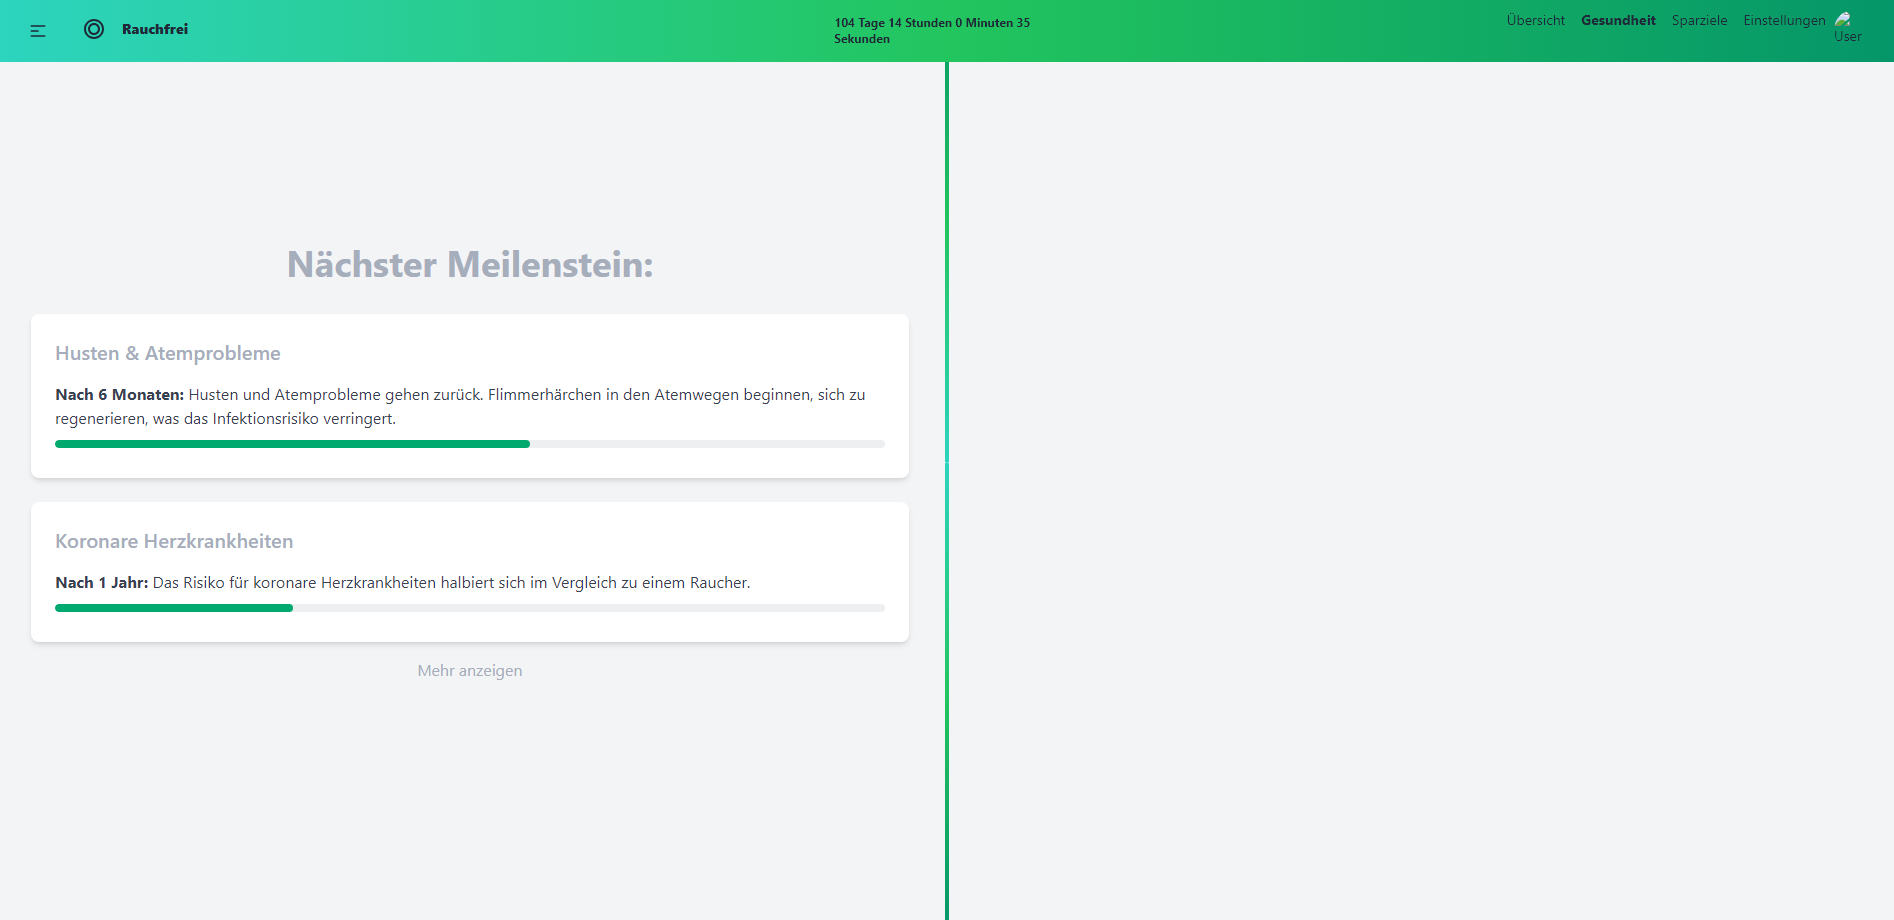 Rauchfrei
104 Tage 14 Stunden 0 Minuten 35
Sekunden
Übersicht Gesundheit Sparziele Einstellungen
User
Nächster Meilenstein:
Husten & Atemprobleme
Nach 6 Monaten: Husten und Atemprobleme gehen zurück. Flimmerhärchen in den Atemwegen beginnen, sich zu
regenerieren, was das Infektionsrisiko verringert.
Koronare Herzkrankheiten
Nach 1 Jahr: Das Risiko für koronare Herzkrankheiten halbiert sich im Vergleich zu einem Raucher.
Mehr anzeigen